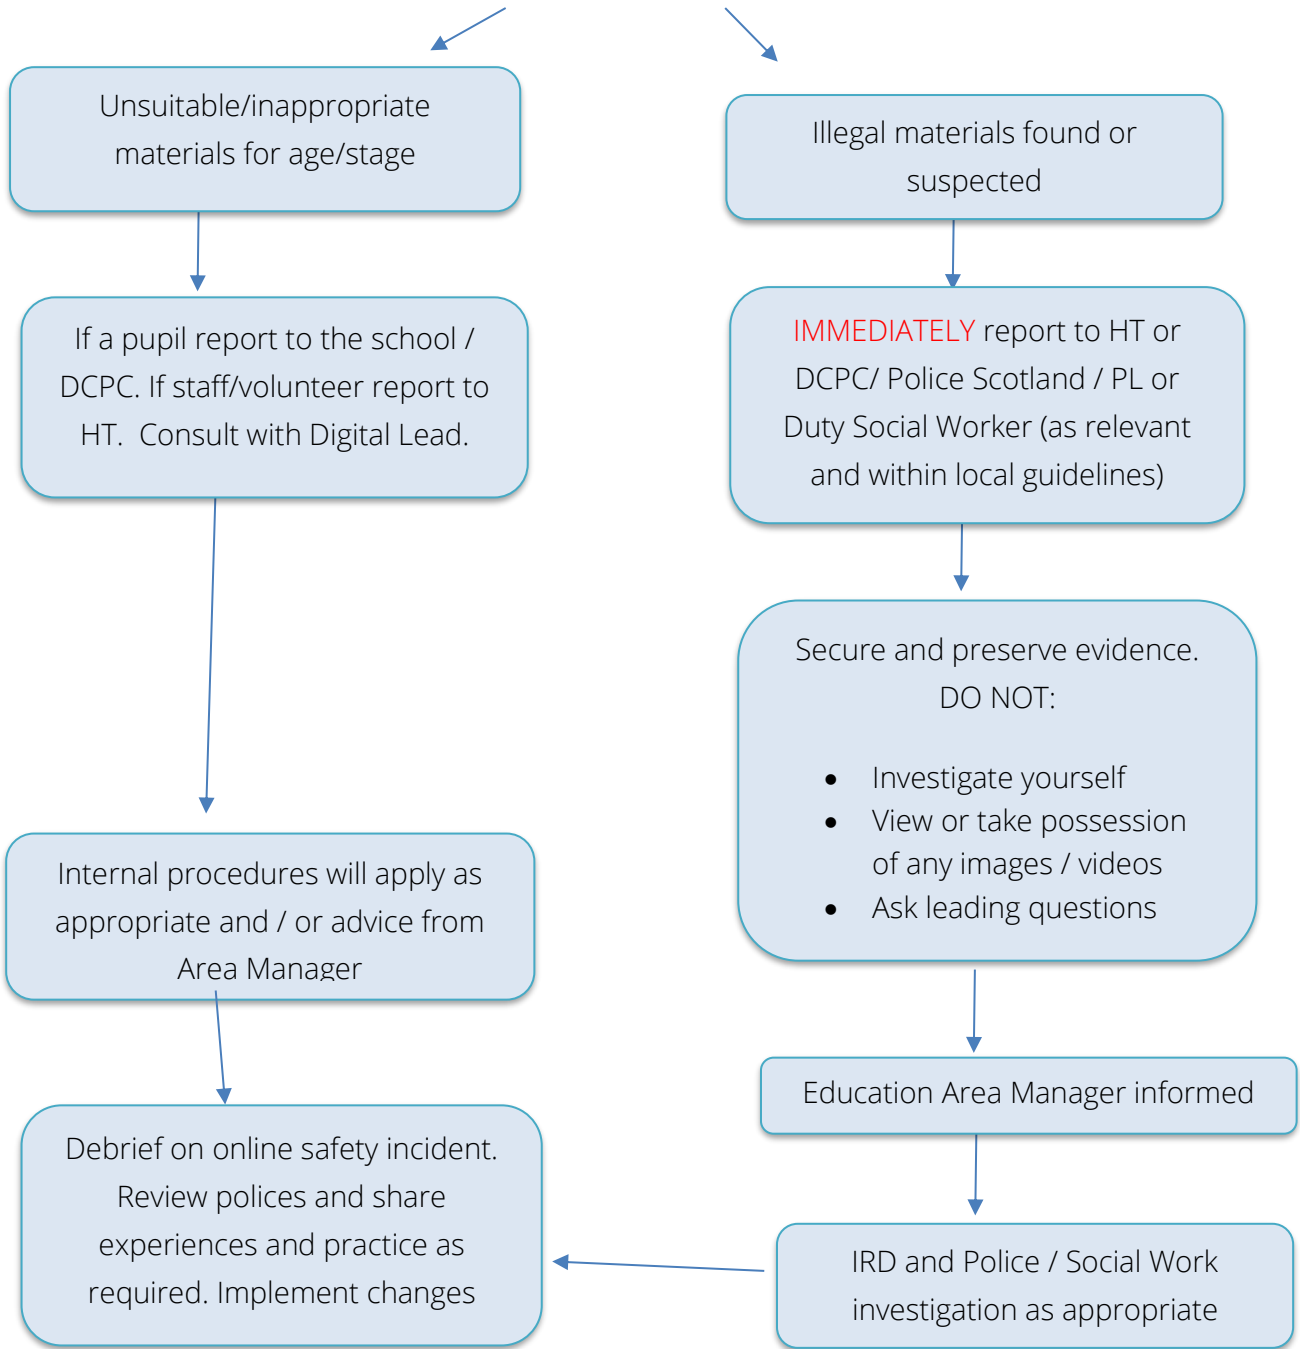 Unsuitable/inappropriate
materials for age/stage
If a pupil report to the school /
DCPC. If staff/volunteer report to
HT.  Consult with Digital Lead.
Internal procedures will apply as
appropriate and / or advice from
Area Manager
Debrief on online safety incident.
Review polices and share
experiences and practice as
required. Implement changes
Illegal materials found or
suspected
IMMEDIATELY report to HT or
DCPC/ Police Scotland / PL or
Duty Social Worker (as relevant
and within local guidelines)
Secure and preserve evidence.
DO NOT:
• Investigate yourself
• View or take possession
of any images / videos
• Ask leading questions
Education Area Manager informed
IRD and Police / Social Work
investigation as appropriate